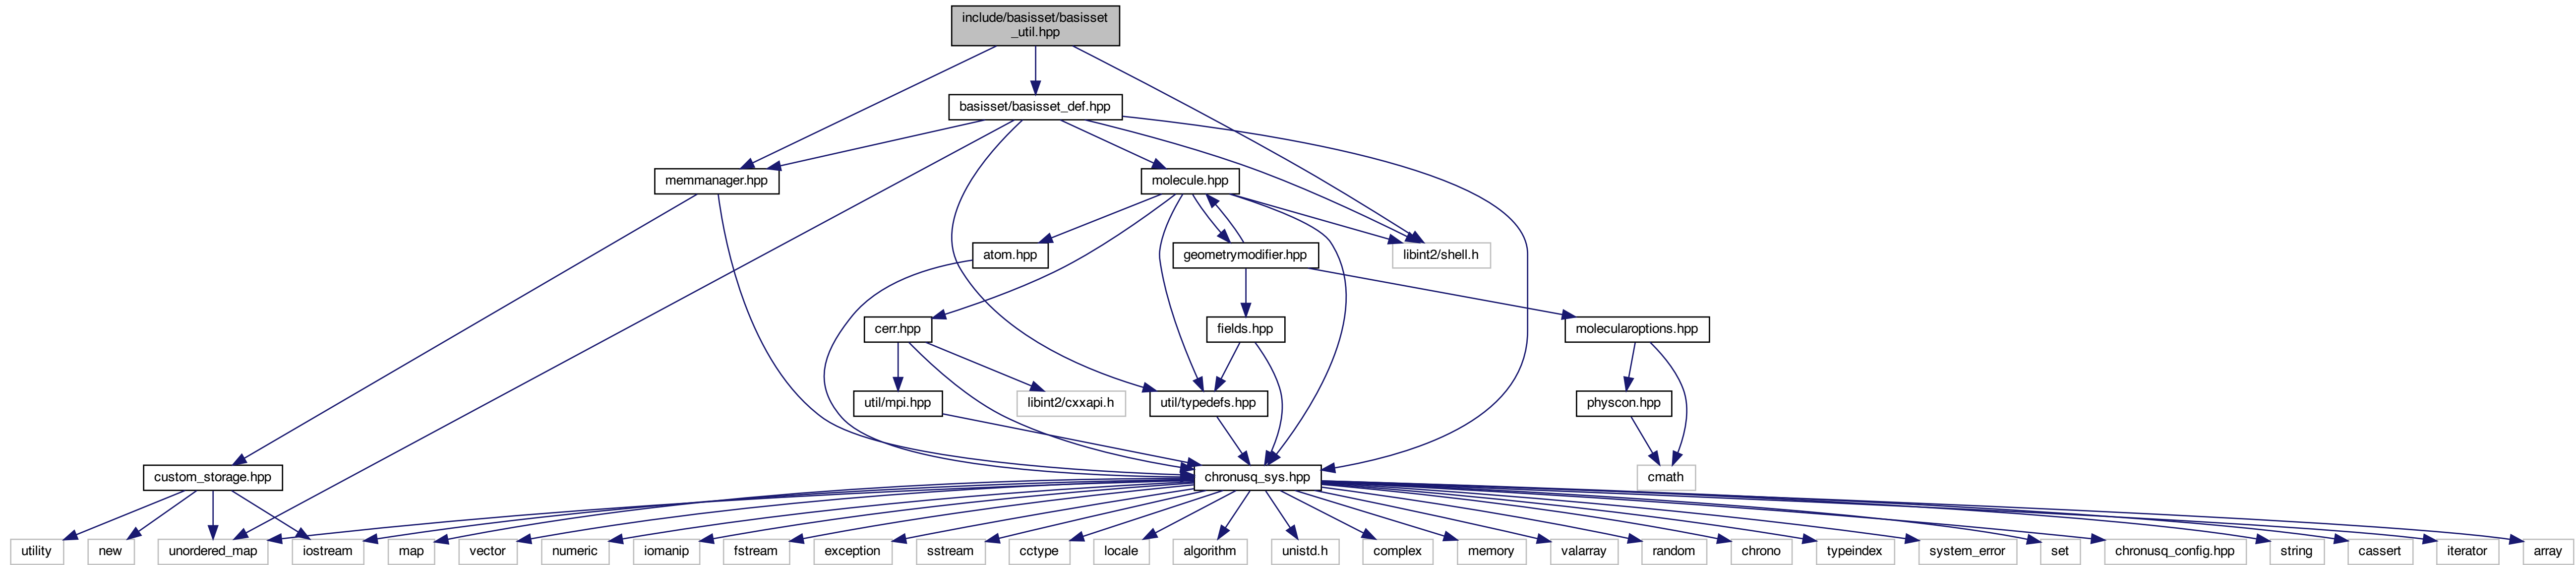 include/basisset/basisset
_util.hpp
basisset/basisset_def.hpp
memmanager.hpp
molecule.hpp
atom.hpp
geometrymodifier.hpp
libint2/shell.h
cerr.hpp
fields.hpp
molecularoptions.hpp
util/mpi.hpp
libint2/cxxapi.h
util/typedefs.hpp
physcon.hpp
custom_storage.hpp
chronusq_sys.hpp
cmath
utility
new
unordered_map
iostream
map
vector
numeric
iomanip
fstream
exception
sstream
cctype
locale
algorithm
unistd.h
complex
memory
valarray
random
chrono
typeindex
system_error
set
chronusq_config.hpp
string
cassert
iterator
array